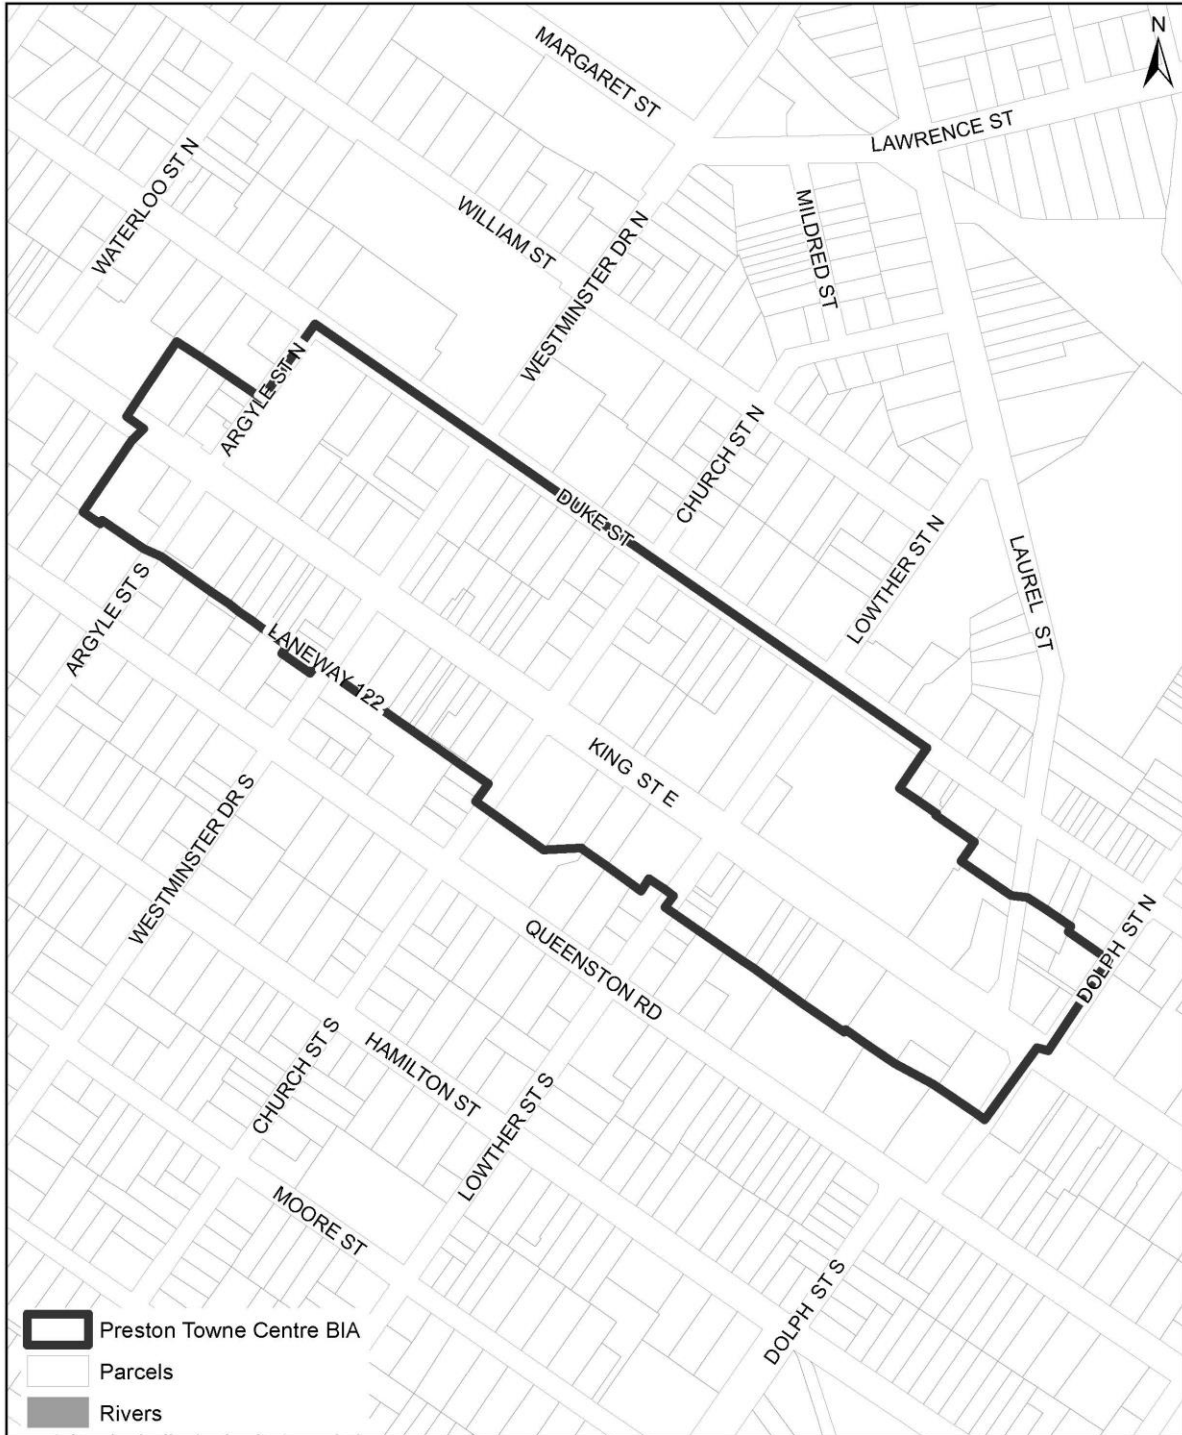 N
MARGARET ST
LAWRENCE ST
WATERLOO ST N
WILLIAM ST
MILDRED ST
WESTMINSTER DR N
ARGYLE ST N
CHURCH ST N
DUKE ST
LOWTHER ST N
LAUREL ST
ARGYLE ST S
LANEWAY 122
KING ST E
WESTMINSTER DR S
QUEENSTON RD
DOLPH ST N
CHURCH ST S
HAMILTON ST
LOWTHER ST S
MOORE ST
DOLPH ST S
Preston Towne Centre BIA
Parcels
Rivers